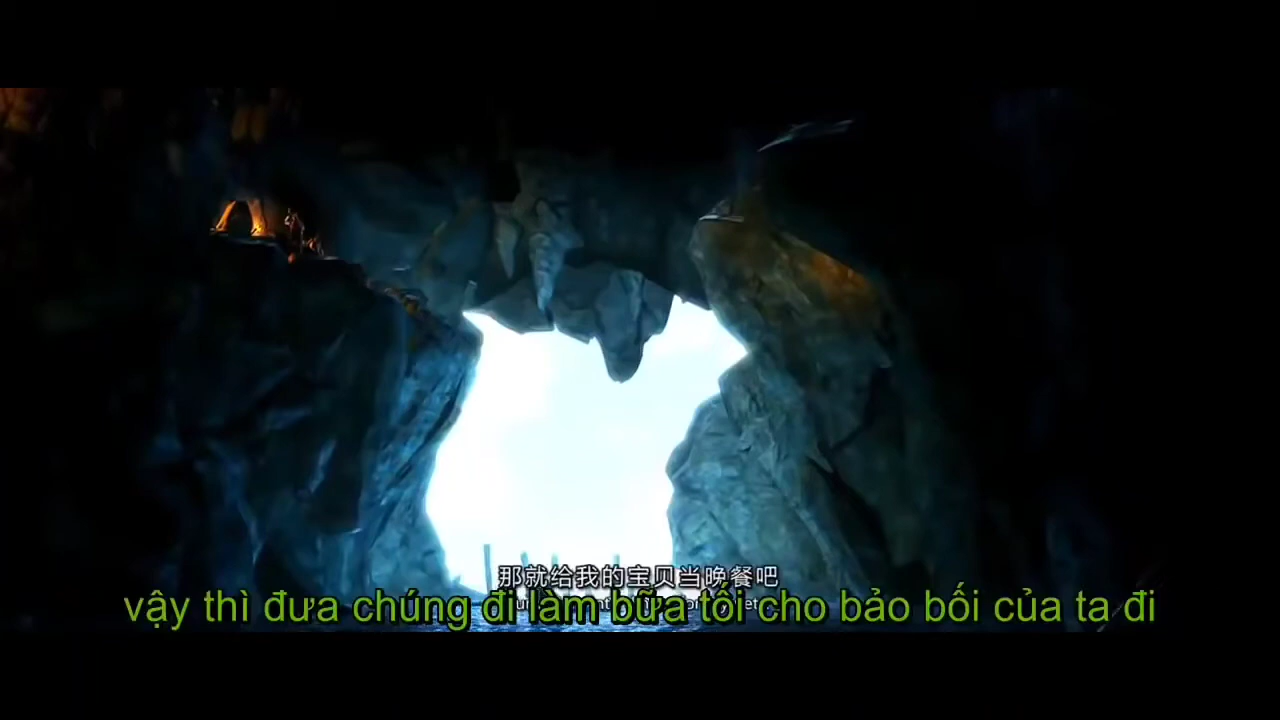 那就给我的宝贝当晚餐吧
vậy thì đưa chúng đi làm bữa tối cho bảo bối của ta đi